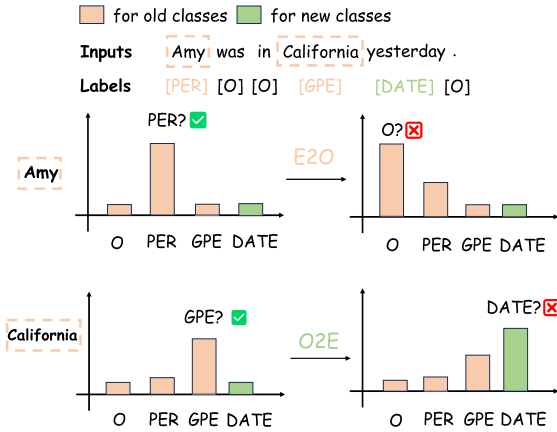 for old classes for new classes
Inputs Amy was in California yesterday .
Labels [PER] [O] [O] [GPE] [DATE] [O]
PER? O?
Amy E2O
O PER GPE DATE O PER GPE DATE
GPE? DATE?
California O2E
O PER GPE DATE O PER GPE DATE